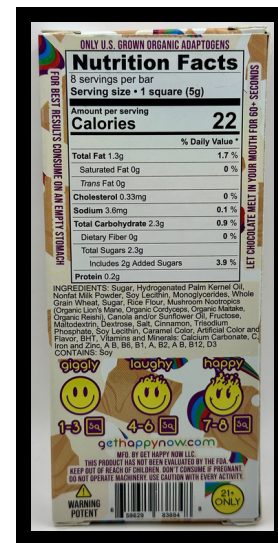 ONLY U.S. GROWN ORGANIC ADAPTOGENS
FOR BEST RESULTS CONSUME ON AN EMPTY STOMACH
Nutrition Facts
8 servings per bar
Serving size • 1 square (5g)
Amount per serving
Calories 22
% Daily Value *
Total Fat 1.3g 1.7 %
Saturated Fat 0g 0 %
Trans Fat 0g
Cholesterol 0.33mg 0 %
Sodium 3.6mg 0.1 %
Total Carbohydrate 2.3g 0.9 %
Dietary Fiber 0g 0 %
Total Sugars 2.3g
Includes 2g Added Sugars 3.9 %
Protein 0.2g
LET CHOCOLATE MELT IN YOUR MOUTH FOR 60+ SECONDS
INGREDIENTS: Sugar, Hydrogenated Palm Kernel Oil,
Nonfat Milk Powder, Soy Lecithin, Monoglycerides, Whole
Grain Wheat, Sugar, Rice Flour, Mushroom Nootropics
(Organic Lion's Mane, Organic Cordyceps, Organic Maitake,
Organic Reishi), Canola and/or Sunflower Oil, Fructose,
Maltodextrin, Dextrose, Salt, Cinnamon, Trisodium
Phosphate, Soy Lecithin, Caramel Color, Artificial Color and
Flavor, BHT, Vitamins and Minerals: Calcium Carbonate, C,
Iron and Zinc, A B, B6, B1, A, B2, A B, B12, D3
CONTAINS: Soy
giggly laughy happy
1-3 Sq. 4-6 Sq. 7-8 Sq.
gethappynow.com
MFD. BY GET HAPPY NOW LLC.
THIS PRODUCT HAS NOT BEEN EVALUATED BY THE FDA.
KEEP OUT OF REACH OF CHILDREN. DON'T CONSUME IF PREGNANT.
DO NOT OPERATE MACHINERY. USE CAUTION WITH EVERY ACTIVITY.
WARNING
POTENT
21+
ONLY